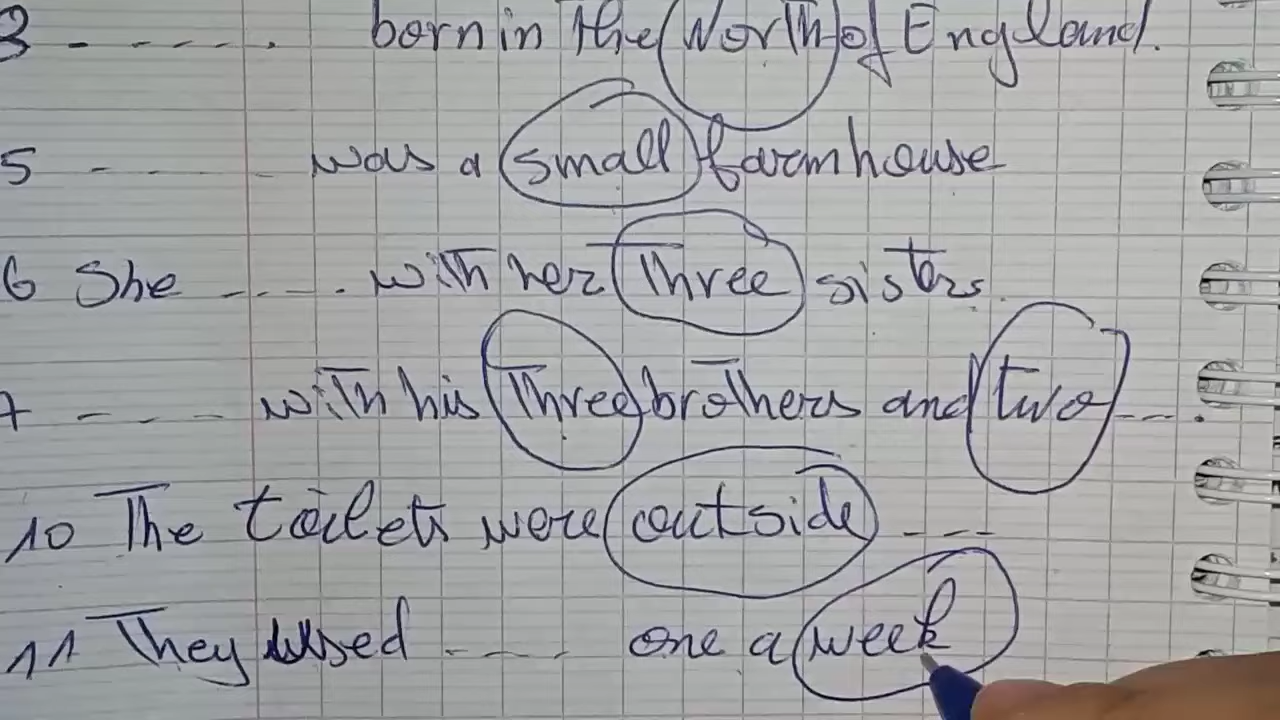 3 - - - - - . born in the North of England.
5 - - - - - was a small farmhouse
6 She - - - - . with her three sisters.
7 - - - - with his three brothers and two - - - .
10 The toilets were outside - - -
11 They used - - - - one a week